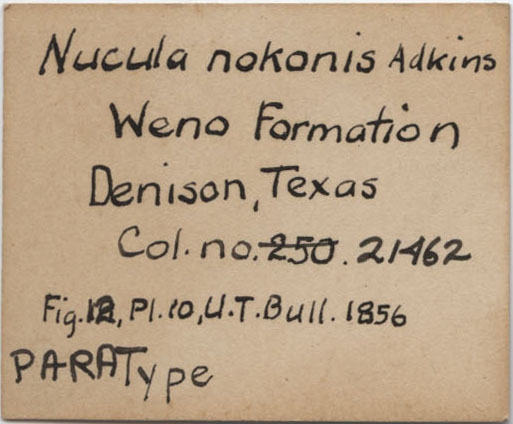 Nucula nokonis Adkins
Weno Formation
Denison, Texas
Col. no. 250. 21462
Fig. 12, Pl. 10, U.T. Bull. 1856
PARAType